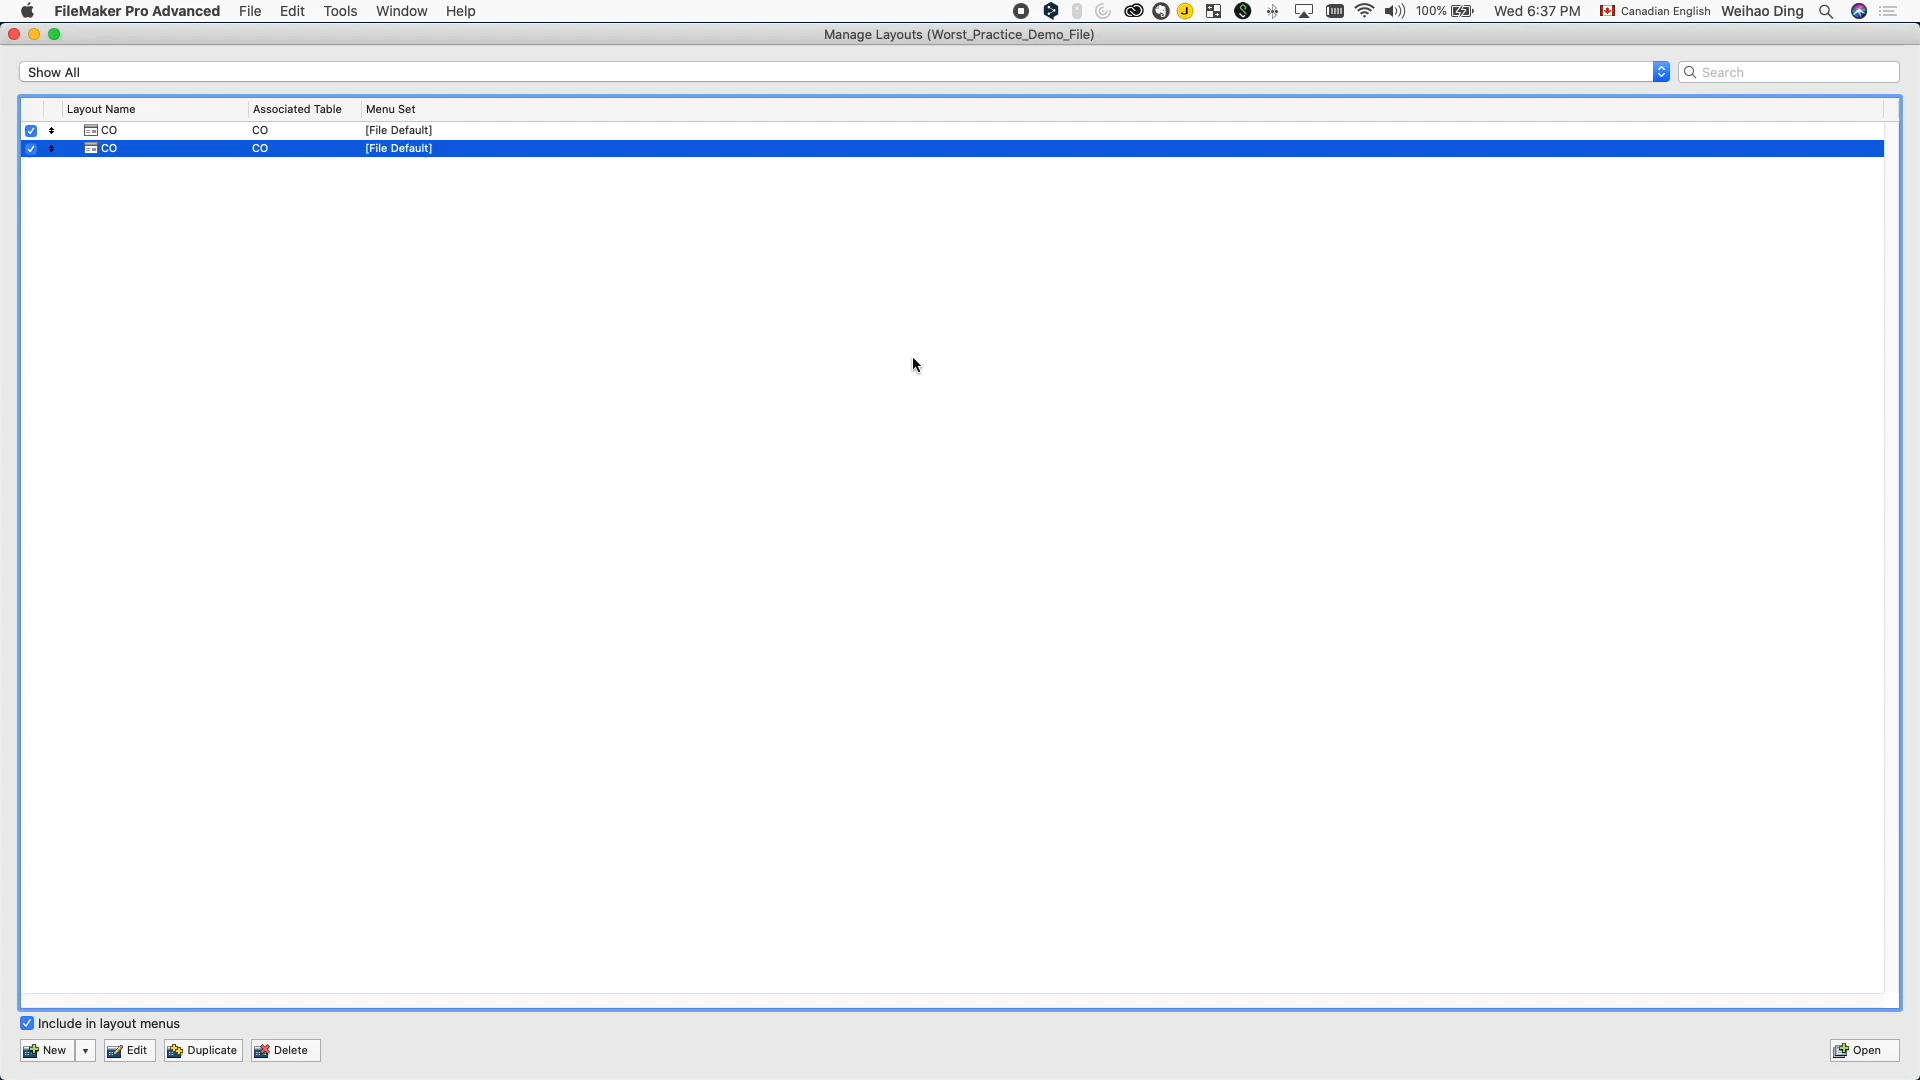 FileMaker Pro Advanced File Edit Tools Window Help 100% Wed 6:37 PM Canadian English Weihao Ding
Manage Layouts (Worst_Practice_Demo_File)
Show All Search
Layout Name Associated Table Menu Set
CO CO [File Default]
CO CO [File Default]
Include in layout menus
New Edit Duplicate Delete Open